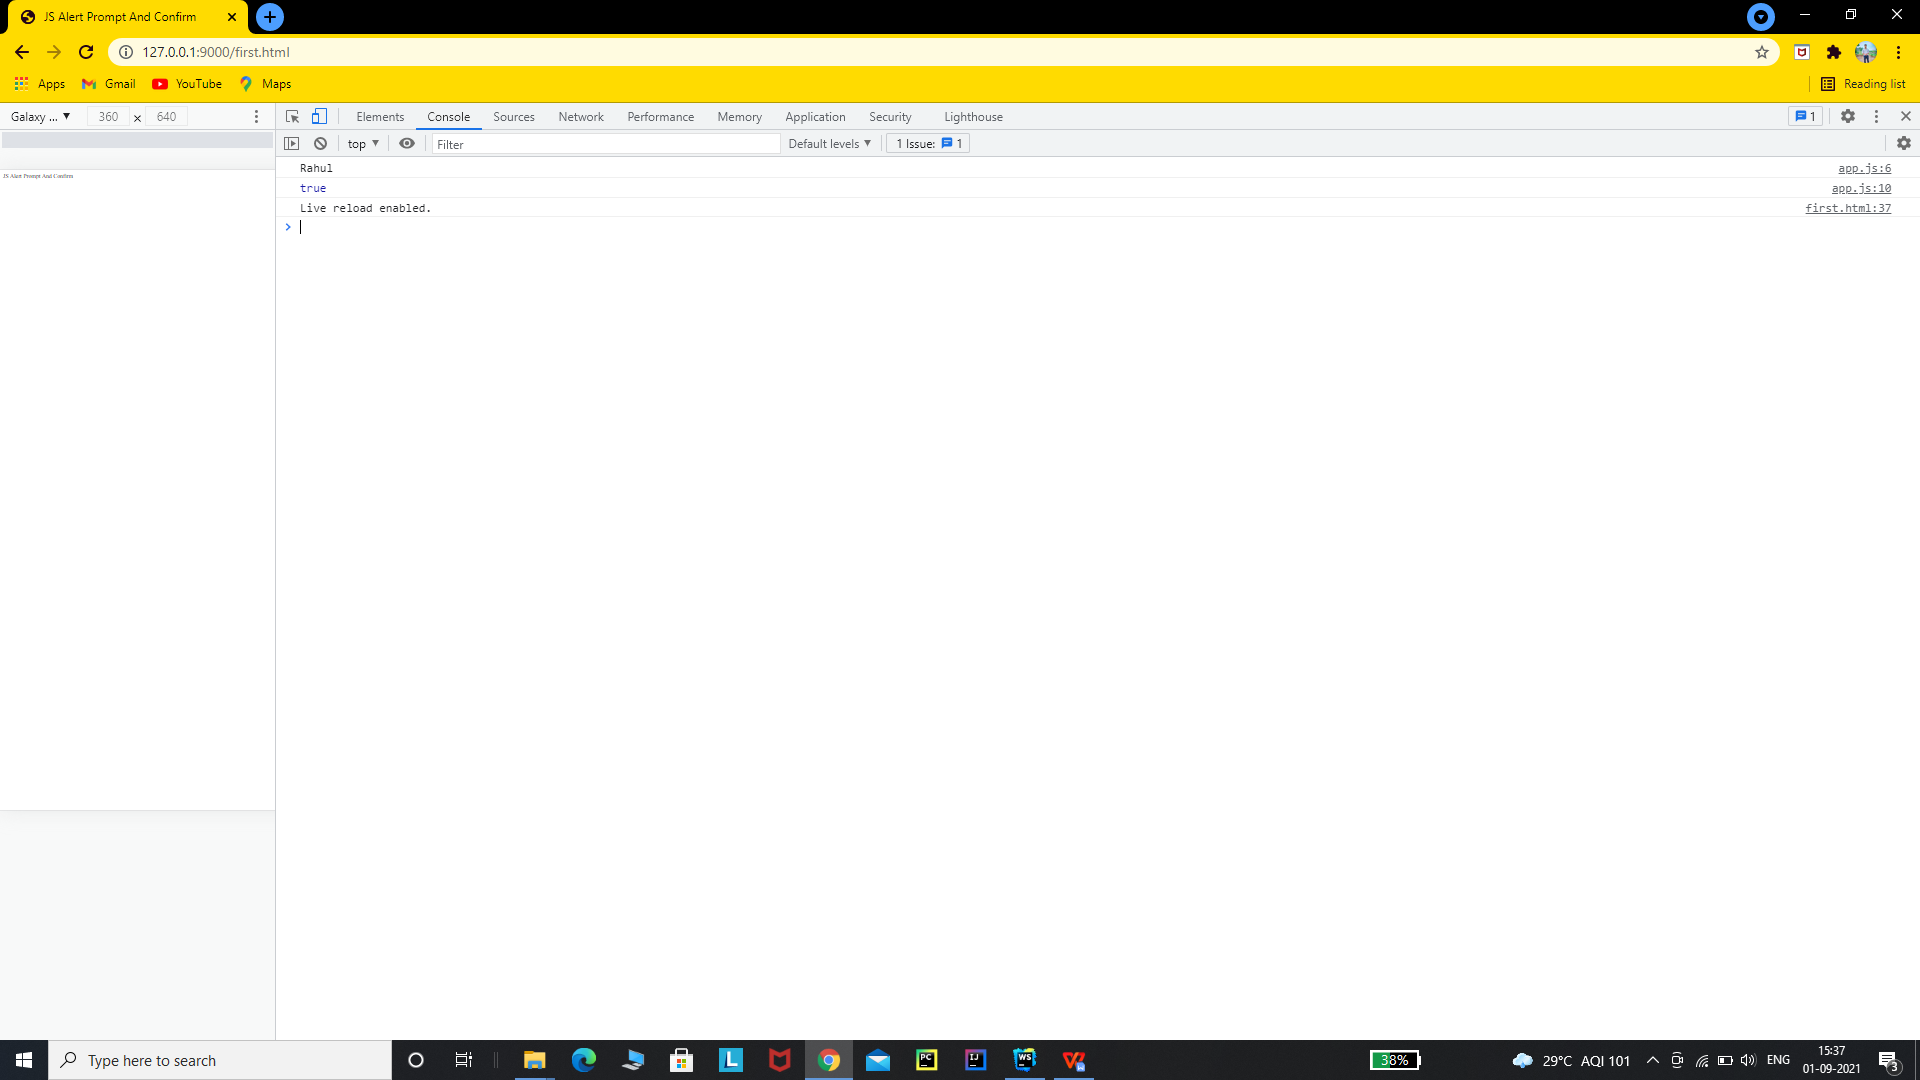 JS Alert Prompt And Confirm
127.0.0.1:9000/first.html
Apps Gmail YouTube Maps Reading list
Galaxy ... 360 x 640
Elements Console Sources Network Performance Memory Application Security Lighthouse 1
top Filter Default levels 1 Issue: 1
JS Alert Prompt And Confirm
Rahul app.js:6
true app.js:10
Live reload enabled. first.html:37
Type here to search
L
PC
IJ
WS
38%
29°C AQI 101
ENG
15:37
01-09-2021
3